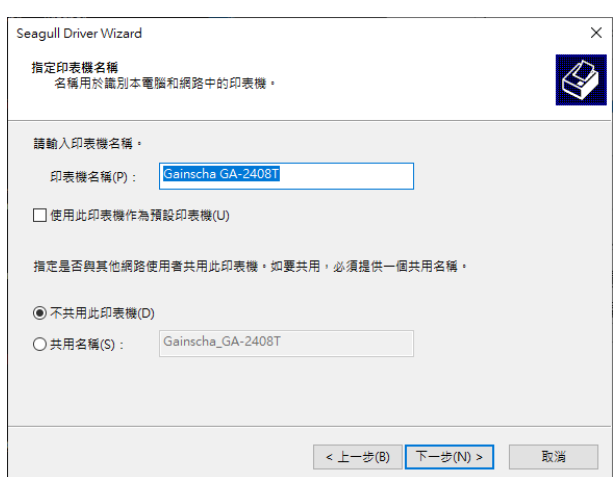 Seagull Driver Wizard
指定印表機名稱
名稱用於識別本電腦和網路中的印表機。
請輸入印表機名稱。
印表機名稱(P)： Gainscha GA-2408T
使用此印表機作為預設印表機(U)
指定是否與其他網路使用者共用此印表機。如要共用，必須提供一個共用名稱。
不共用此印表機(D)
共用名稱(S)： Gainscha_GA-2408T
< 上一步(B) 下一步(N) > 取消